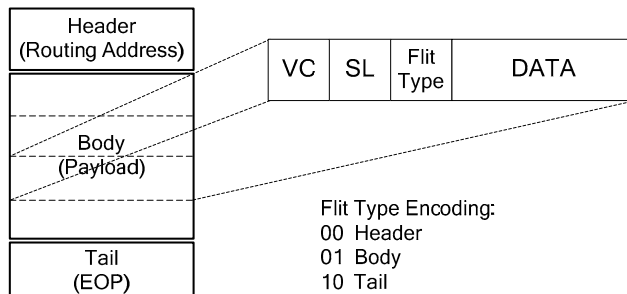 Header
(Routing Address)
Body
(Payload)
Tail
(EOP)
VC
SL
Flit
Type
DATA
Flit Type Encoding:
00 Header
01 Body
10 Tail